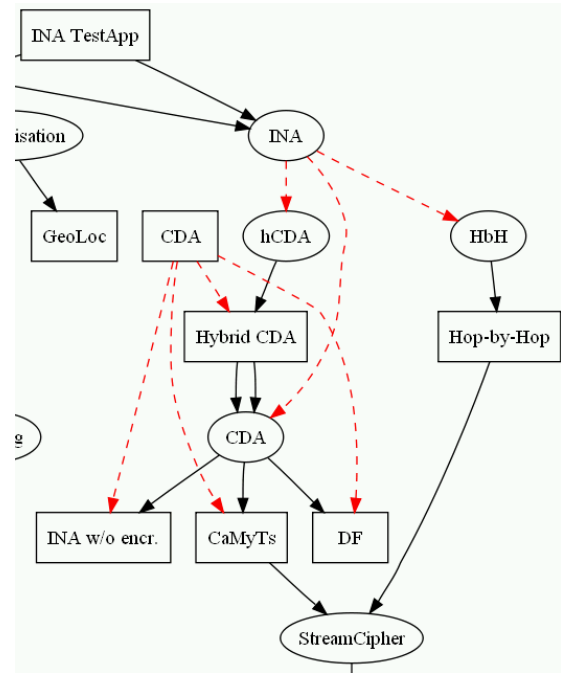 INA TestApp
isation
INA
GeoLoc
CDA
hCDA
HbH
Hybrid CDA
Hop-by-Hop
CDA
INA w/o encr.
CaMyTs
DF
StreamCipher